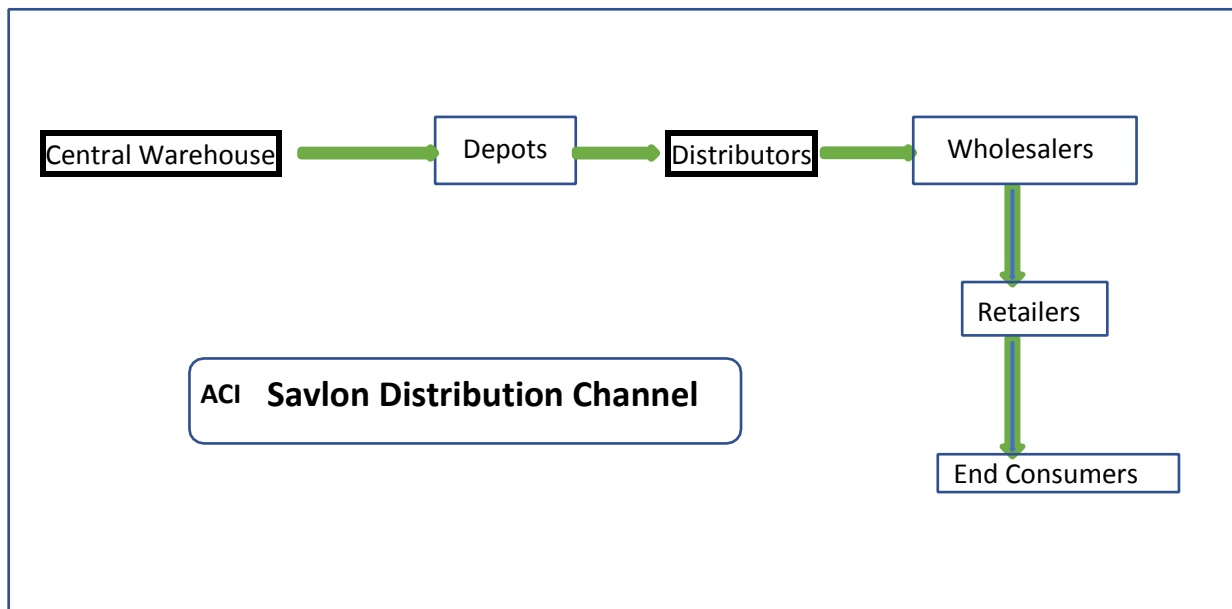 Central Warehouse
Depots
Distributors
Wholesalers
Retailers
ACI Savlon Distribution Channel
End Consumers